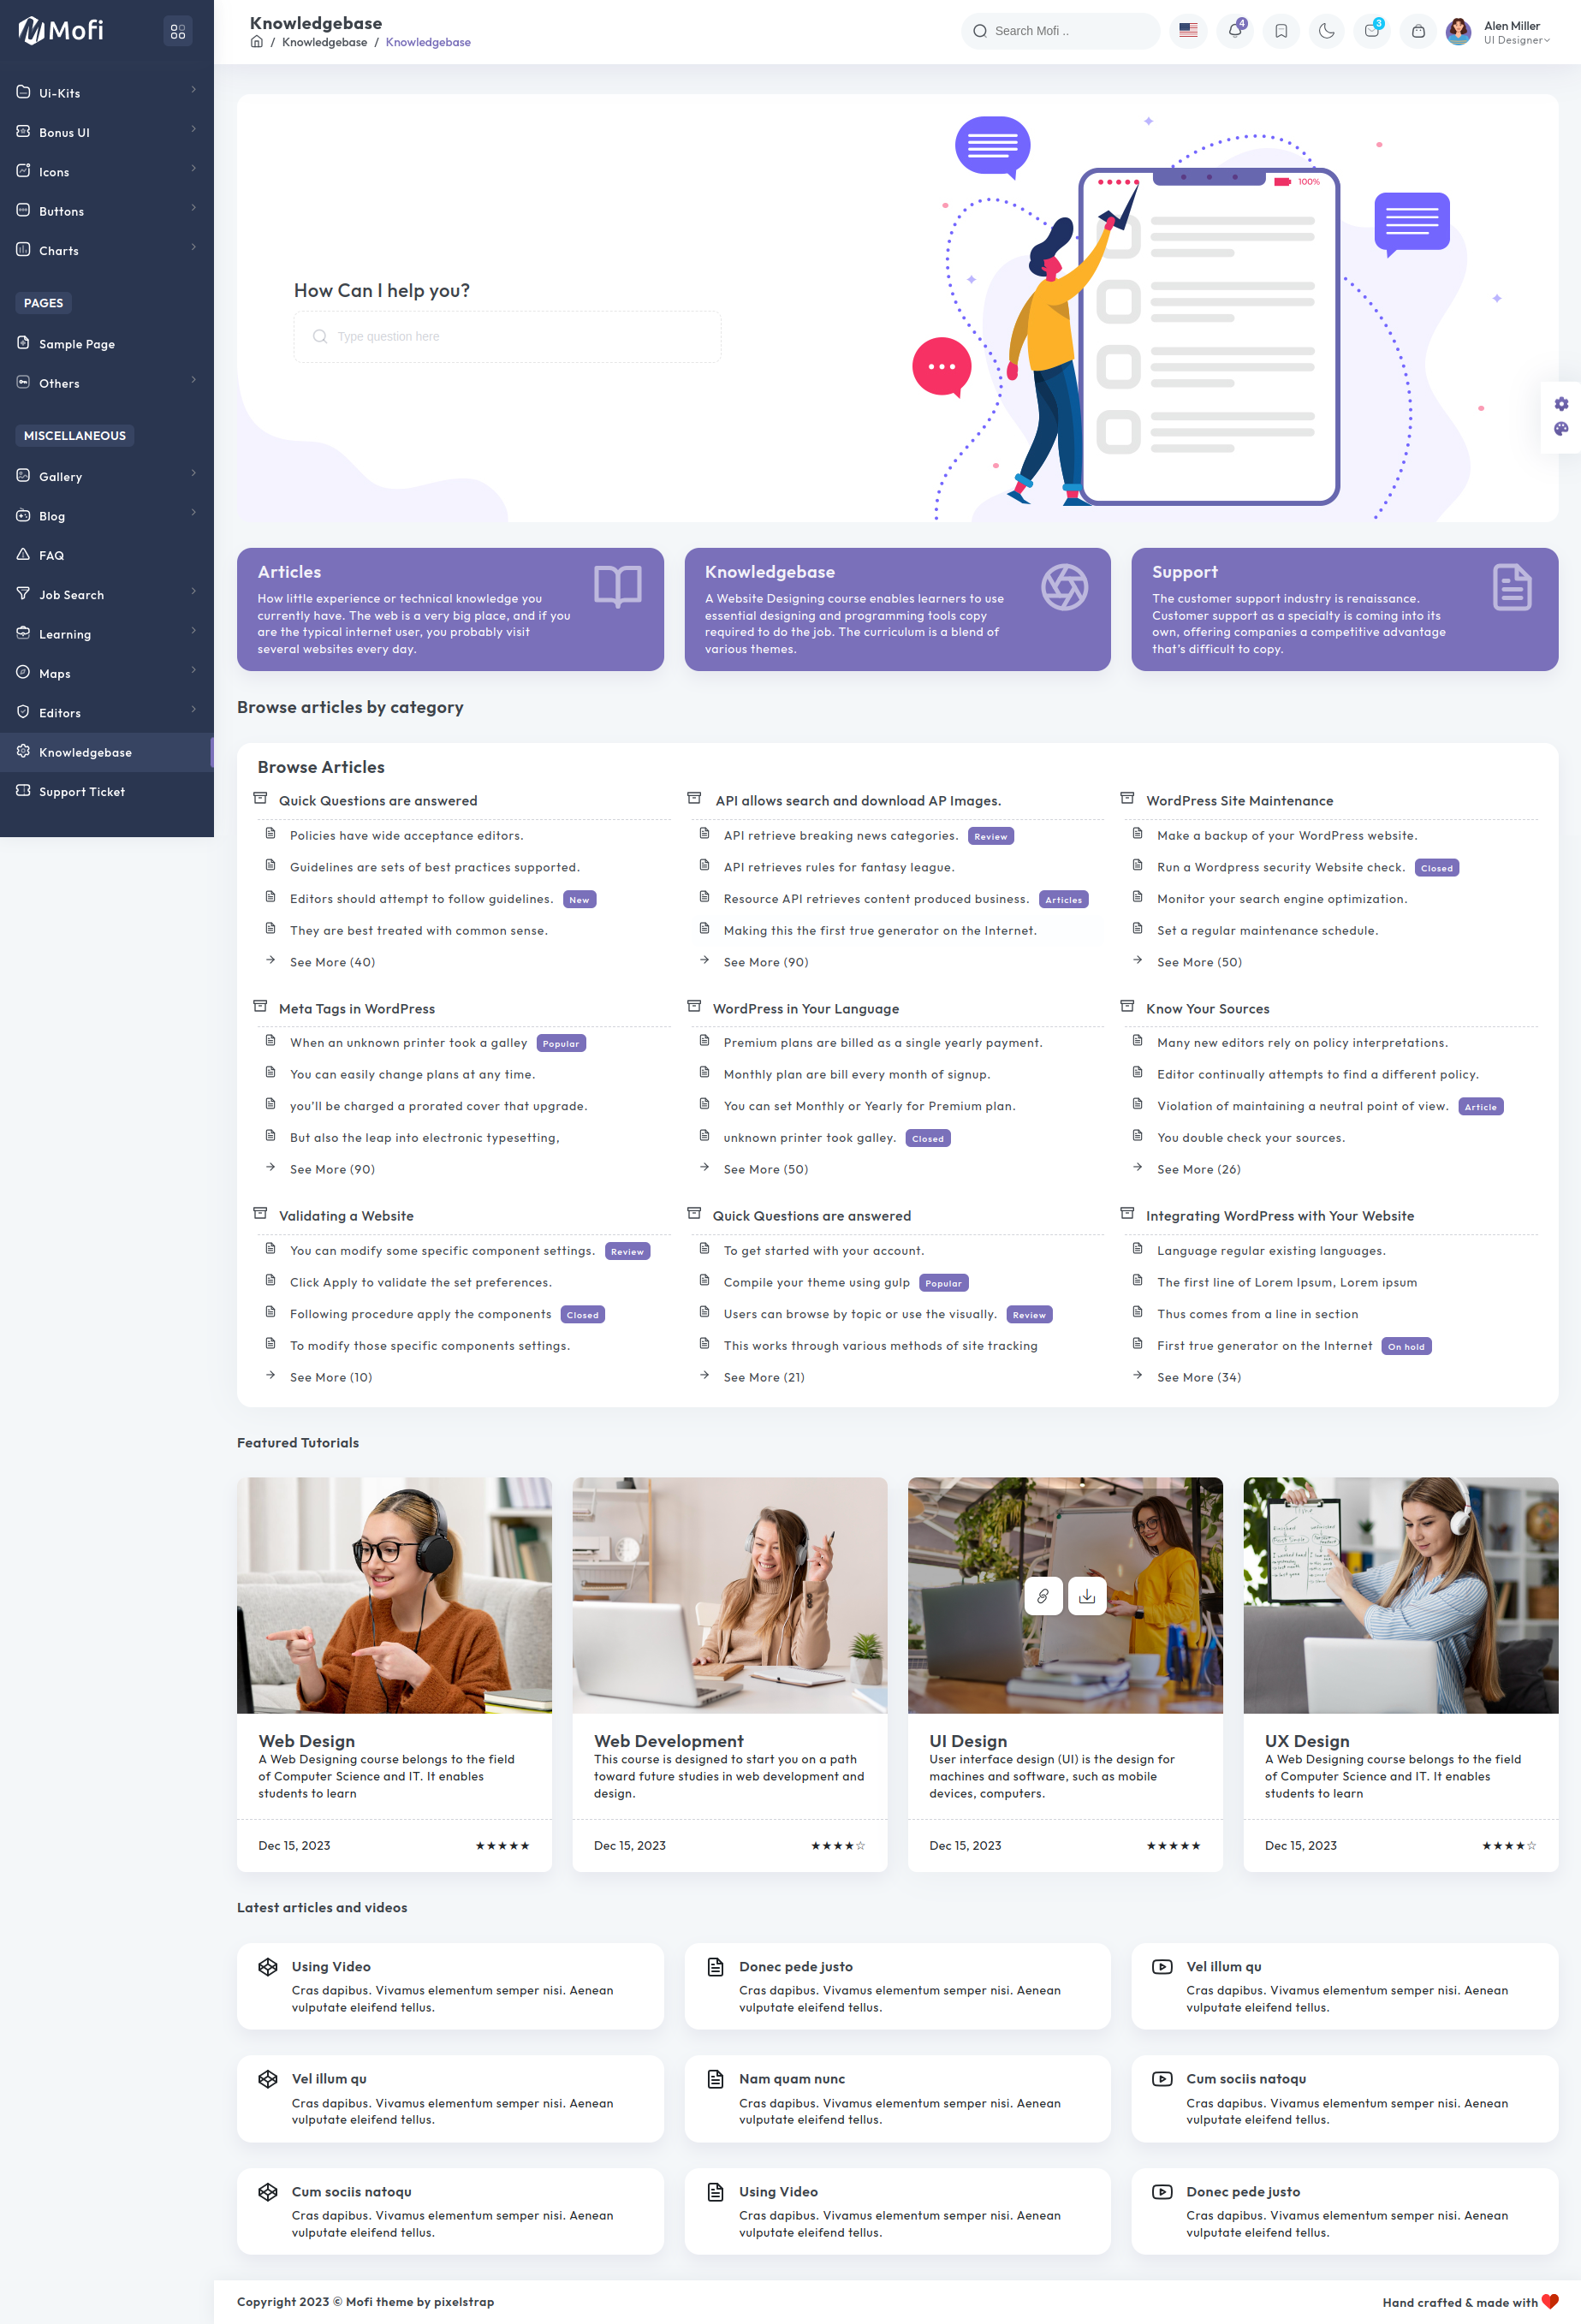 Mofi
Ui-Kits
Bonus UI
Icons
Buttons
Charts
PAGES
Sample Page
Others
MISCELLANEOUS
Gallery
Blog
FAQ
Job Search
Learning
Maps
Editors
Knowledgebase
Support Ticket
Knowledgebase
/ Knowledgebase / Knowledgebase
Search Mofi ..
4
3
Alen Miller
UI Designer
100%
How Can I help you?
Type question here
Articles
How little experience or technical knowledge you
currently have. The web is a very big place, and if you
are the typical internet user, you probably visit
several websites every day.
Knowledgebase
A Website Designing course enables learners to use
essential designing and programming tools copy
required to do the job. The curriculum is a blend of
various themes.
Support
The customer support industry is renaissance.
Customer support as a specialty is coming into its
own, offering companies a competitive advantage
that's difficult to copy.
Browse articles by category
Browse Articles
Quick Questions are answered
Policies have wide acceptance editors.
Guidelines are sets of best practices supported.
Editors should attempt to follow guidelines. New
They are best treated with common sense.
See More (40)
API allows search and download AP Images.
API retrieve breaking news categories. Review
API retrieves rules for fantasy league.
Resource API retrieves content produced business. Articles
Making this the first true generator on the Internet.
See More (90)
WordPress Site Maintenance
Make a backup of your WordPress website.
Run a Wordpress security Website check. Closed
Monitor your search engine optimization.
Set a regular maintenance schedule.
See More (50)
Meta Tags in WordPress
When an unknown printer took a galley Popular
You can easily change plans at any time.
you'll be charged a prorated cover that upgrade.
But also the leap into electronic typesetting,
See More (90)
WordPress in Your Language
Premium plans are billed as a single yearly payment.
Monthly plan are bill every month of signup.
You can set Monthly or Yearly for Premium plan.
unknown printer took galley. Closed
See More (50)
Know Your Sources
Many new editors rely on policy interpretations.
Editor continually attempts to find a different policy.
Violation of maintaining a neutral point of view. Article
You double check your sources.
See More (26)
Validating a Website
You can modify some specific component settings. Review
Click Apply to validate the set preferences.
Following procedure apply the components Closed
To modify those specific components settings.
See More (10)
Quick Questions are answered
To get started with your account.
Compile your theme using gulp Popular
Users can browse by topic or use the visually. Review
This works through various methods of site tracking
See More (21)
Integrating WordPress with Your Website
Language regular existing languages.
The first line of Lorem Ipsum, Lorem ipsum
Thus comes from a line in section
First true generator on the Internet On hold
See More (34)
Featured Tutorials
Web Design
A Web Designing course belongs to the field
of Computer Science and IT. It enables
students to learn
Dec 15, 2023 ★★★★★
Web Development
This course is designed to start you on a path
toward future studies in web development and
design.
Dec 15, 2023 ★★★★☆
UI Design
User interface design (UI) is the design for
machines and software, such as mobile
devices, computers.
Dec 15, 2023 ★★★★★
UX Design
A Web Designing course belongs to the field
of Computer Science and IT. It enables
students to learn
Dec 15, 2023 ★★★★☆
Latest articles and videos
Using Video
Cras dapibus. Vivamus elementum semper nisi. Aenean
vulputate eleifend tellus.
Donec pede justo
Cras dapibus. Vivamus elementum semper nisi. Aenean
vulputate eleifend tellus.
Vel illum qu
Cras dapibus. Vivamus elementum semper nisi. Aenean
vulputate eleifend tellus.
Vel illum qu
Cras dapibus. Vivamus elementum semper nisi. Aenean
vulputate eleifend tellus.
Nam quam nunc
Cras dapibus. Vivamus elementum semper nisi. Aenean
vulputate eleifend tellus.
Cum sociis natoqu
Cras dapibus. Vivamus elementum semper nisi. Aenean
vulputate eleifend tellus.
Cum sociis natoqu
Cras dapibus. Vivamus elementum semper nisi. Aenean
vulputate eleifend tellus.
Using Video
Cras dapibus. Vivamus elementum semper nisi. Aenean
vulputate eleifend tellus.
Donec pede justo
Cras dapibus. Vivamus elementum semper nisi. Aenean
vulputate eleifend tellus.
Copyright 2023 © Mofi theme by pixelstrap
Hand crafted & made with